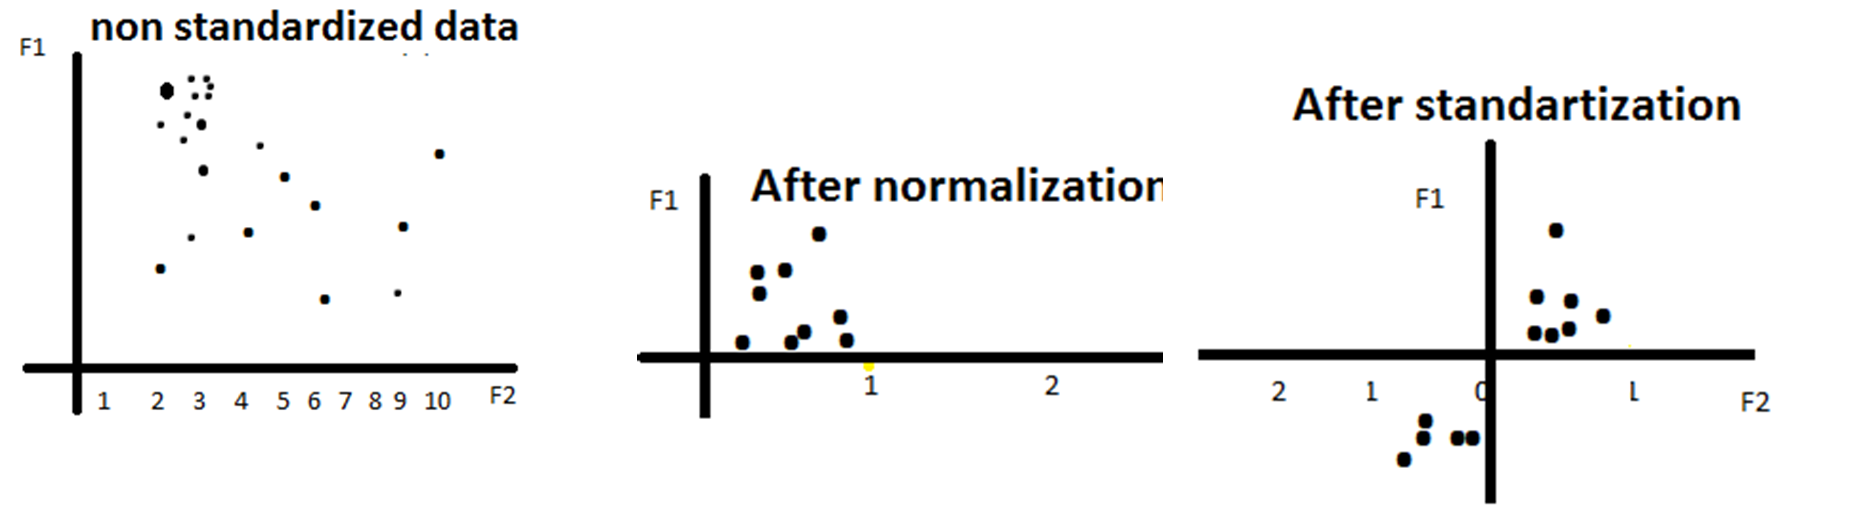 non standardized data
F1
1 2 3 4 5 6 7 8 9 10 F2
After normalization
F1
1 2
After standartization
F1
2 1 0 1 F2